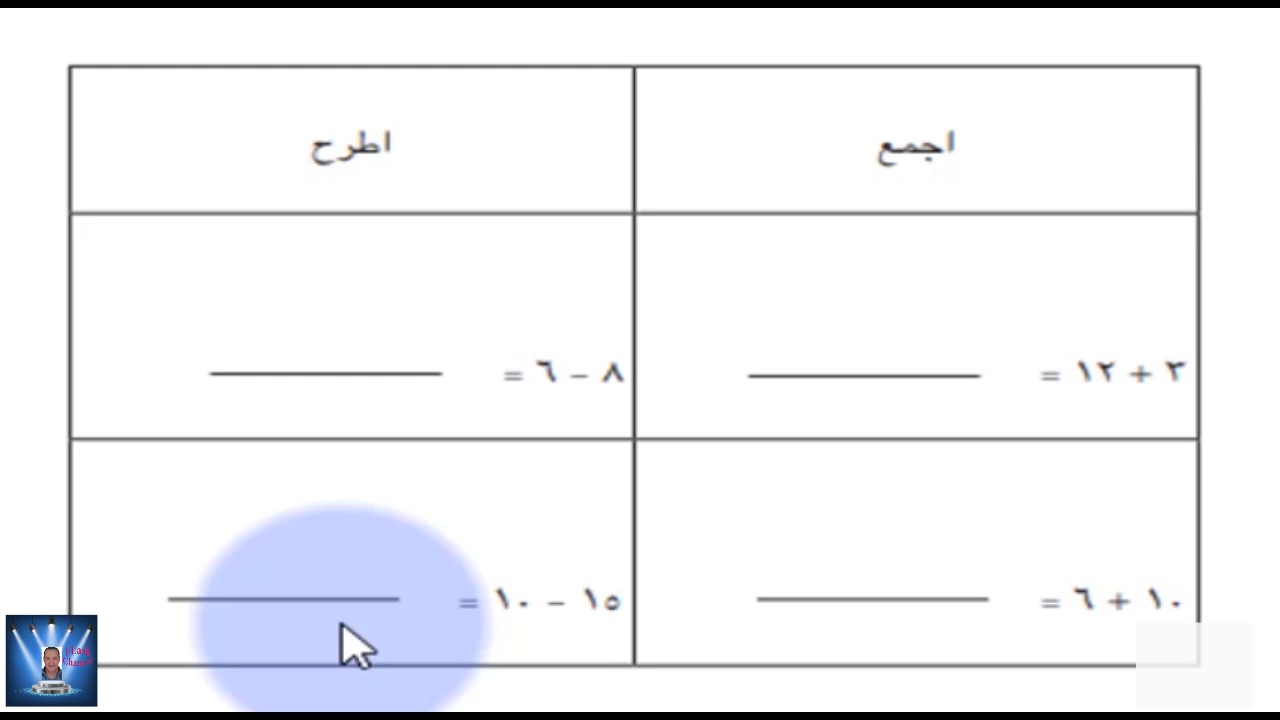 اجمع
اطرح
٣ + ١٢ =
٨ – ٦ =
١٠ + ٦ =
١٥ – ١٠ =